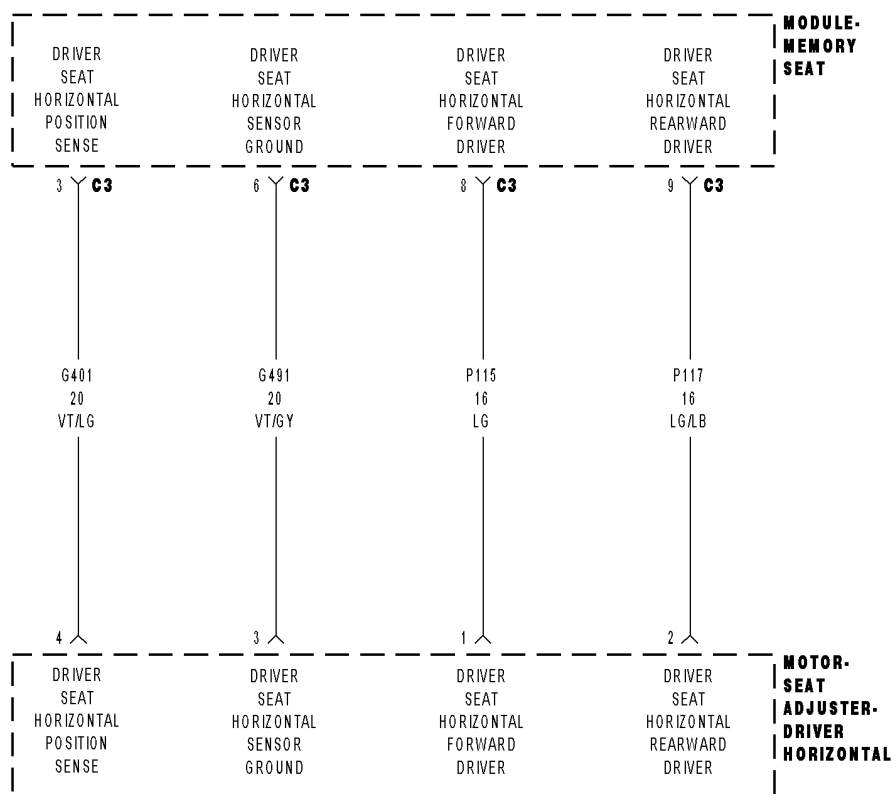 MODULE-
MEMORY
SEAT
DRIVER
SEAT
HORIZONTAL
POSITION
SENSE
DRIVER
SEAT
HORIZONTAL
SENSOR
GROUND
DRIVER
SEAT
HORIZONTAL
FORWARD
DRIVER
DRIVER
SEAT
HORIZONTAL
REARWARD
DRIVER
3 C3
6 C3
8 C3
9 C3
G401
20
VT/LG
G491
20
VT/GY
P115
16
LG
P117
16
LG/LB
4
3
1
2
DRIVER
SEAT
HORIZONTAL
POSITION
SENSE
DRIVER
SEAT
HORIZONTAL
SENSOR
GROUND
DRIVER
SEAT
HORIZONTAL
FORWARD
DRIVER
DRIVER
SEAT
HORIZONTAL
REARWARD
DRIVER
MOTOR-
SEAT
ADJUSTER-
DRIVER
HORIZONTAL